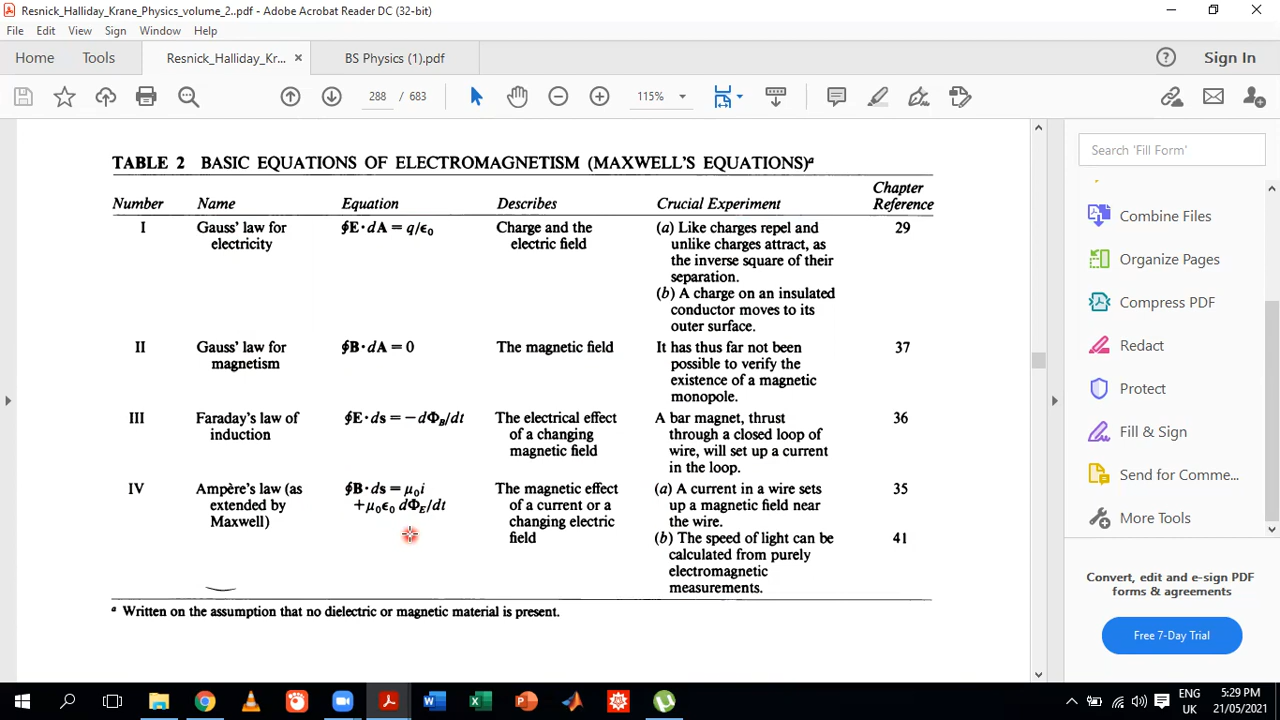 Resnick_Halliday_Krane_Physics_volume_2..pdf - Adobe Acrobat Reader DC (32-bit)
File Edit View Sign Window Help
Home Tools Resnick_Halliday_Kr... × BS Physics (1).pdf Sign In
288 / 683 115%
TABLE 2 BASIC EQUATIONS OF ELECTROMAGNETISM (MAXWELL'S EQUATIONS)ᵃ
Number Name Equation Describes Crucial Experiment Chapter Reference
I Gauss' law for electricity ∮E·dA = q/ϵ₀ Charge and the electric field (a) Like charges repel and unlike charges attract, as the inverse square of their separation. 29
(b) A charge on an insulated conductor moves to its outer surface.
II Gauss' law for magnetism ∮B·dA = 0 The magnetic field It has thus far not been possible to verify the existence of a magnetic monopole. 37
III Faraday's law of induction ∮E·ds = −dΦB/dt The electrical effect of a changing magnetic field A bar magnet, thrust through a closed loop of wire, will set up a current in the loop. 36
IV Ampère's law (as extended by Maxwell) ∮B·ds = μ₀i + μ₀ϵ₀ dΦE/dt The magnetic effect of a current or a changing electric field (a) A current in a wire sets up a magnetic field near the wire. 35
(b) The speed of light can be calculated from purely electromagnetic measurements. 41
ᵃ Written on the assumption that no dielectric or magnetic material is present.
Search 'Fill Form'
Combine Files
Organize Pages
Compress PDF
Redact
Protect
Fill & Sign
Send for Comme...
More Tools
Convert, edit and e-sign PDF
forms & agreements
Free 7-Day Trial
ENG 5:29 PM
UK 21/05/2021